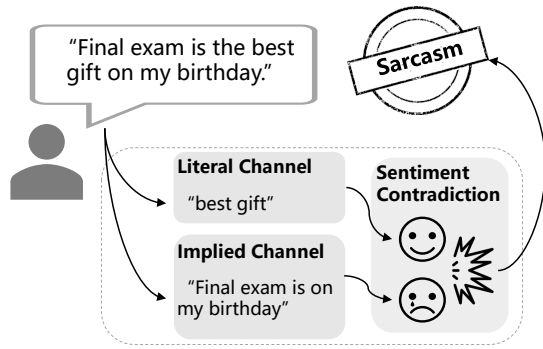 “Final exam is the best
gift on my birthday.”
Sarcasm
Literal Channel
“best gift”
Implied Channel
“Final exam is on
my birthday”
Sentiment
Contradiction